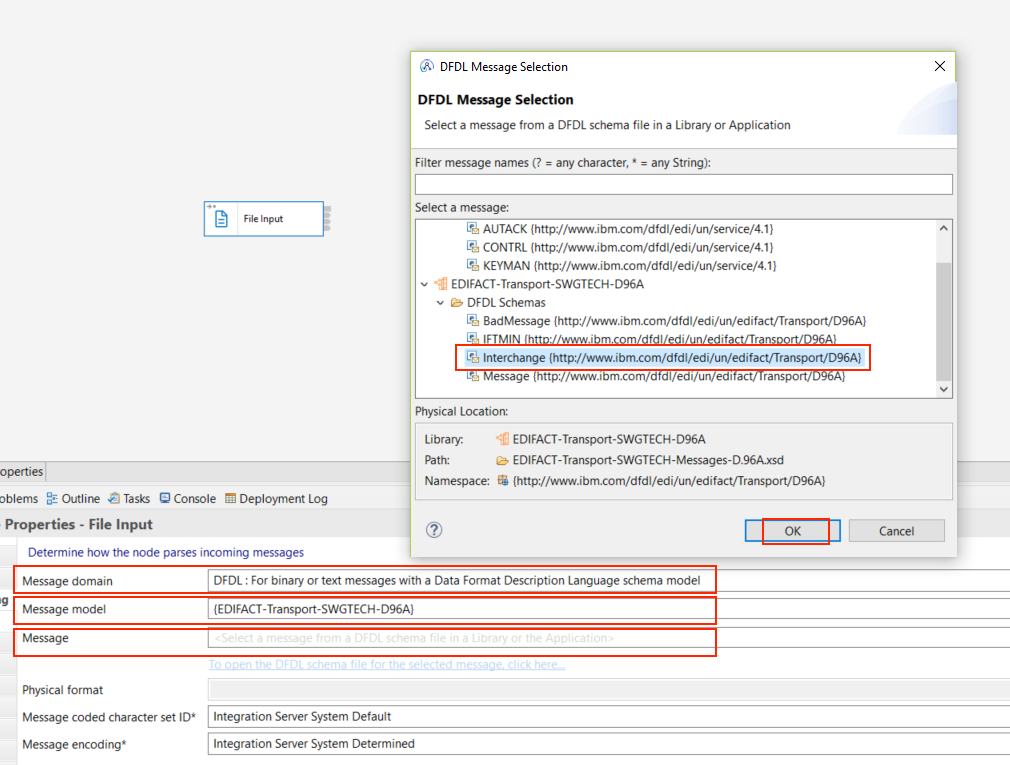 DFDL Message Selection
DFDL Message Selection
Select a message from a DFDL schema file in a Library or Application
Filter message names (? = any character, * = any String):
Select a message:
AUTACK {http://www.ibm.com/dfdl/edi/un/service/4.1}
CONTRL {http://www.ibm.com/dfdl/edi/un/service/4.1}
KEYMAN {http://www.ibm.com/dfdl/edi/un/service/4.1}
EDIFACT-Transport-SWGTECH-D96A
DFDL Schemas
BadMessage {http://www.ibm.com/dfdl/edi/un/edifact/Transport/D96A}
IFTMIN {http://www.ibm.com/dfdl/edi/un/edifact/Transport/D96A}
Interchange {http://www.ibm.com/dfdl/edi/un/edifact/Transport/D96A}
Message {http://www.ibm.com/dfdl/edi/un/edifact/Transport/D96A}
Physical Location:
Library: EDIFACT-Transport-SWGTECH-D96A
Path: EDIFACT-Transport-SWGTECH-Messages-D.96A.xsd
Namespace: {http://www.ibm.com/dfdl/edi/un/edifact/Transport/D96A}
? OK Cancel
File Input
operties
oblems Outline Tasks Console Deployment Log
Properties - File Input
Determine how the node parses incoming messages
Message domain DFDL : For binary or text messages with a Data Format Description Language schema model
ng
Message model {EDIFACT-Transport-SWGTECH-D96A}
Message <Select a message from a DFDL schema file in a Library or the Application>
To open the DFDL schema file for the selected message, click here...
Physical format
Message coded character set ID* Integration Server System Default
Message encoding* Integration Server System Determined